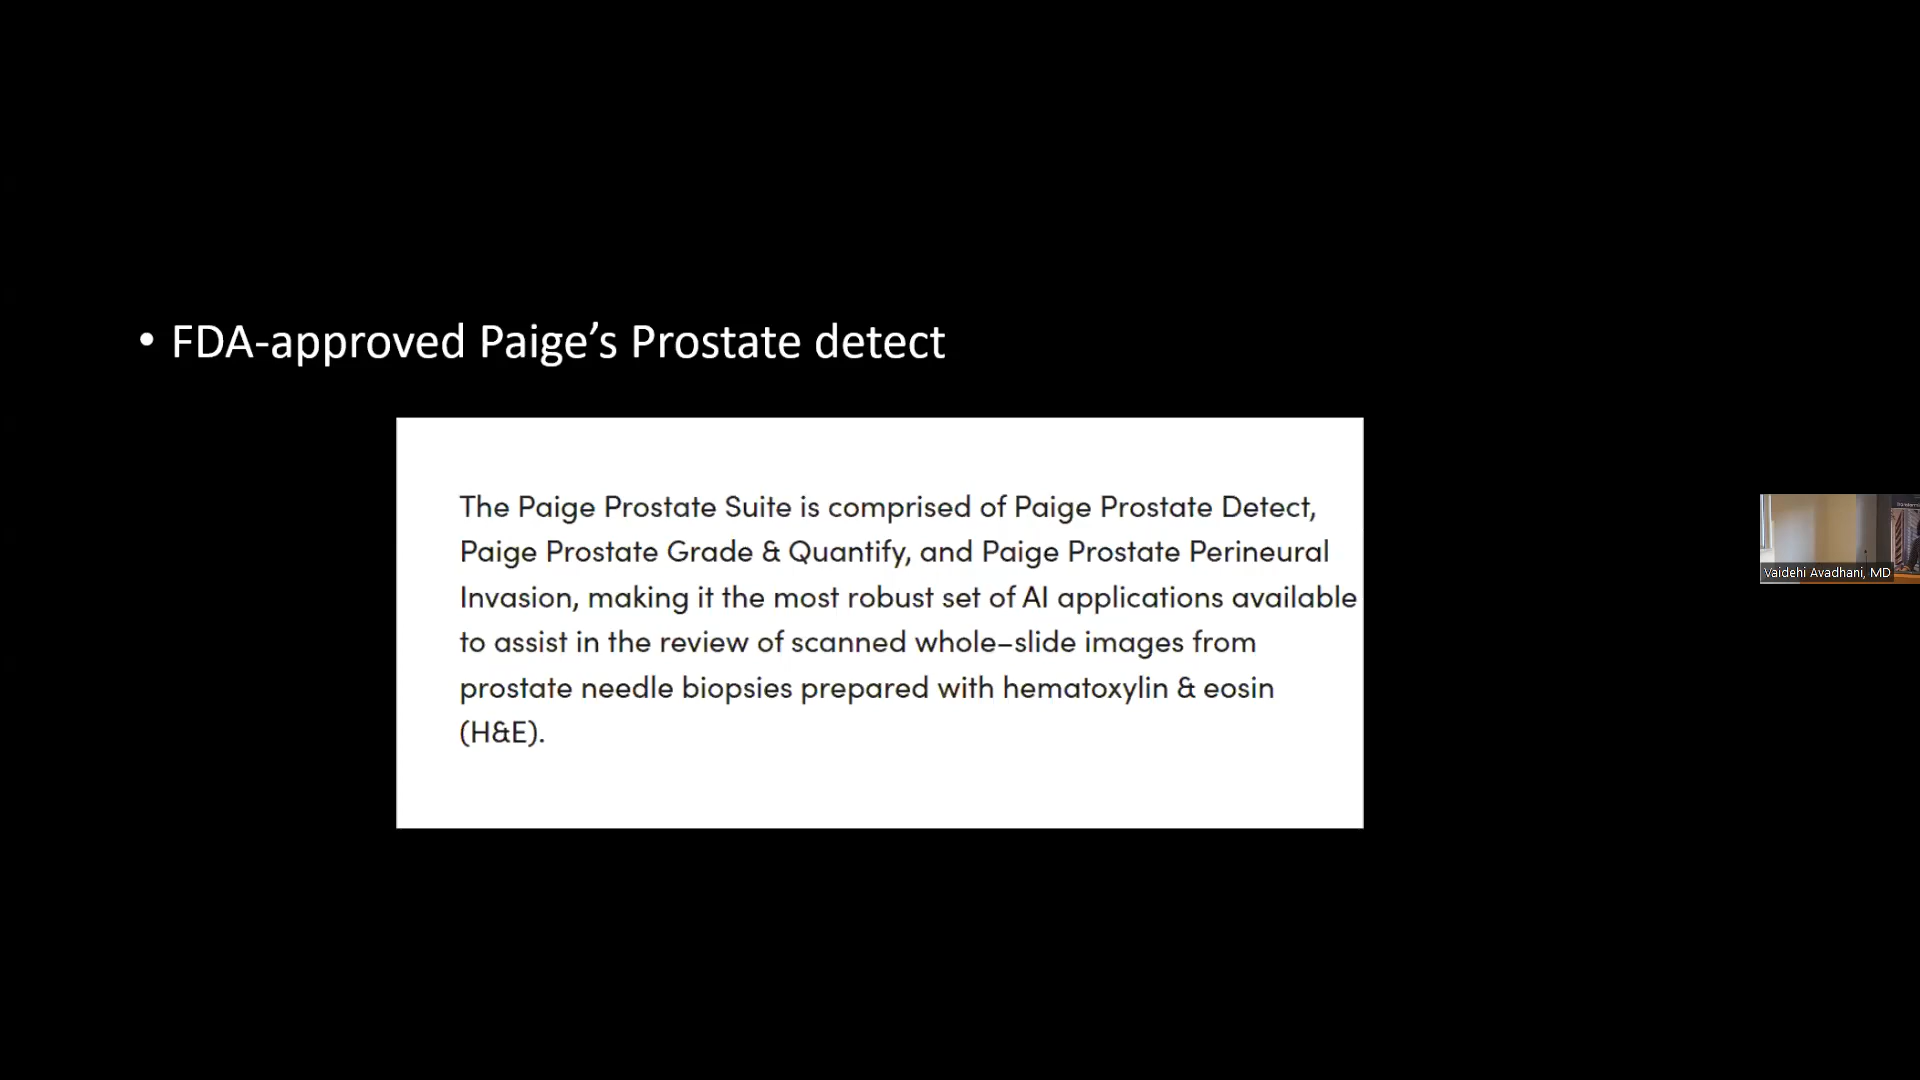 • FDA-approved Paige’s Prostate detect
The Paige Prostate Suite is comprised of Paige Prostate Detect,
Paige Prostate Grade & Quantify, and Paige Prostate Perineural
Invasion, making it the most robust set of AI applications available
to assist in the review of scanned whole–slide images from
prostate needle biopsies prepared with hematoxylin & eosin
(H&E).
Vaidehi Avadhani, MD